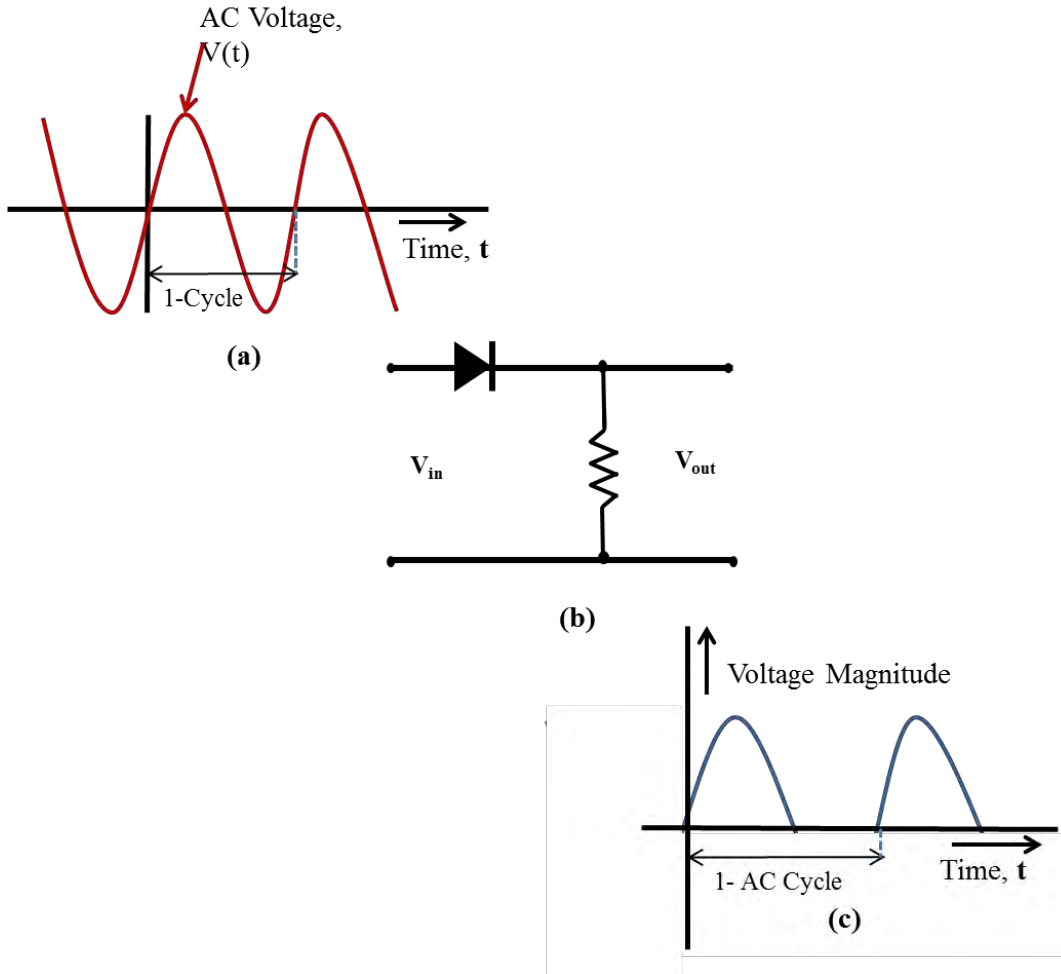 AC Voltage,
V(t)
Time, t
1-Cycle
(a)
Vin
Vout
(b)
Voltage Magnitude
Time, t
1- AC Cycle
(c)